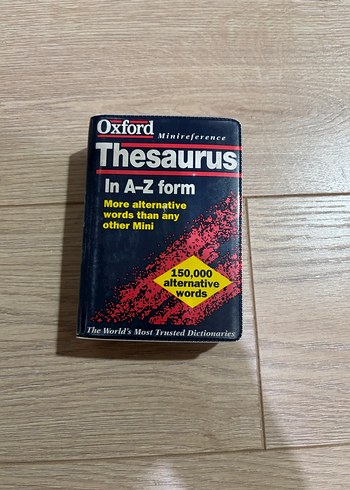 Oxford Minireference
Thesaurus
In A–Z form
More alternative
words than any
other Mini
150,000
alternative
words
The World's Most Trusted Dictionaries